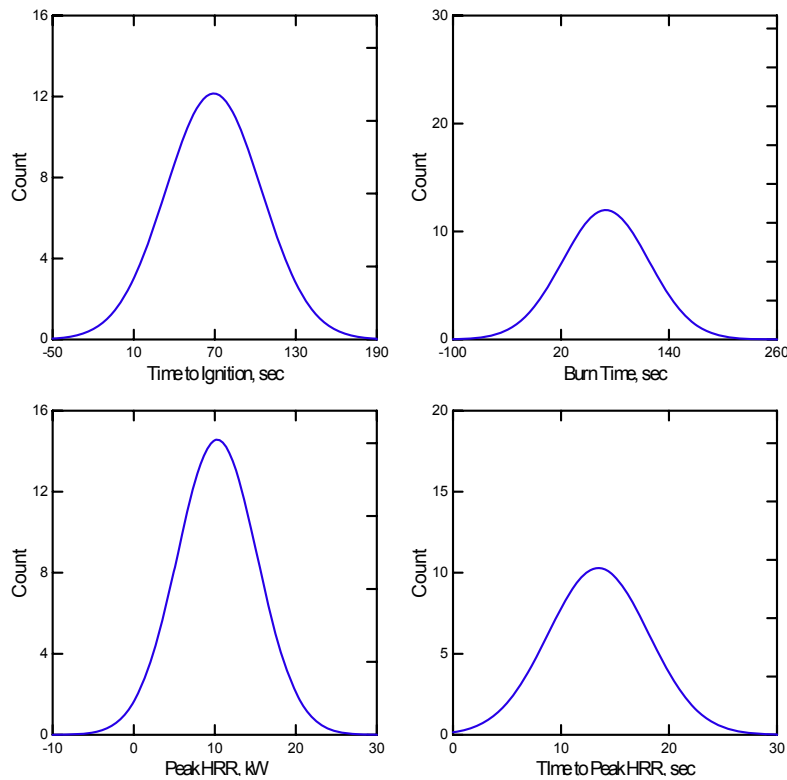 16
12
8
4
0
Count
-50 10 70 130 190
Time to Ignition, sec
30
20
10
0
Count
-100 20 140 260
Burn Time, sec
16
12
8
4
0
Count
-10 0 10 20 30
Peak HRR, kW
20
15
10
5
0
Count
0 10 20 30
TIme to Peak HRR, sec